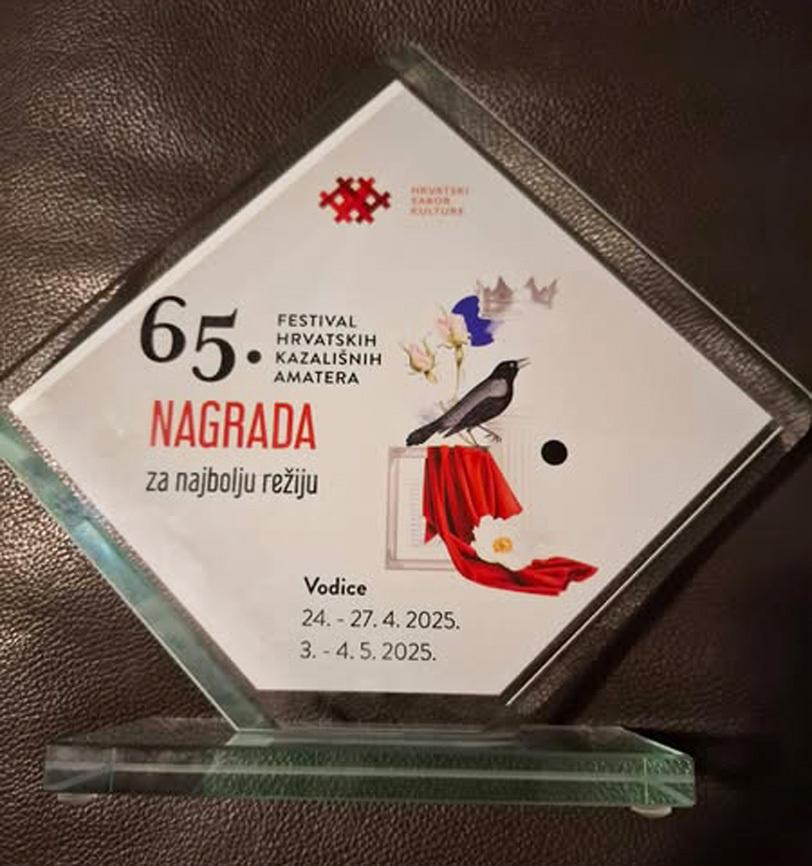 HRVATSKI
SABOR
KULTURE
65.
FESTIVAL
HRVATSKIH
KAZALIŠNIH
AMATERA
NAGRADA
za najbolju režiju
Vodice
24. - 27. 4. 2025.
3. - 4. 5. 2025.